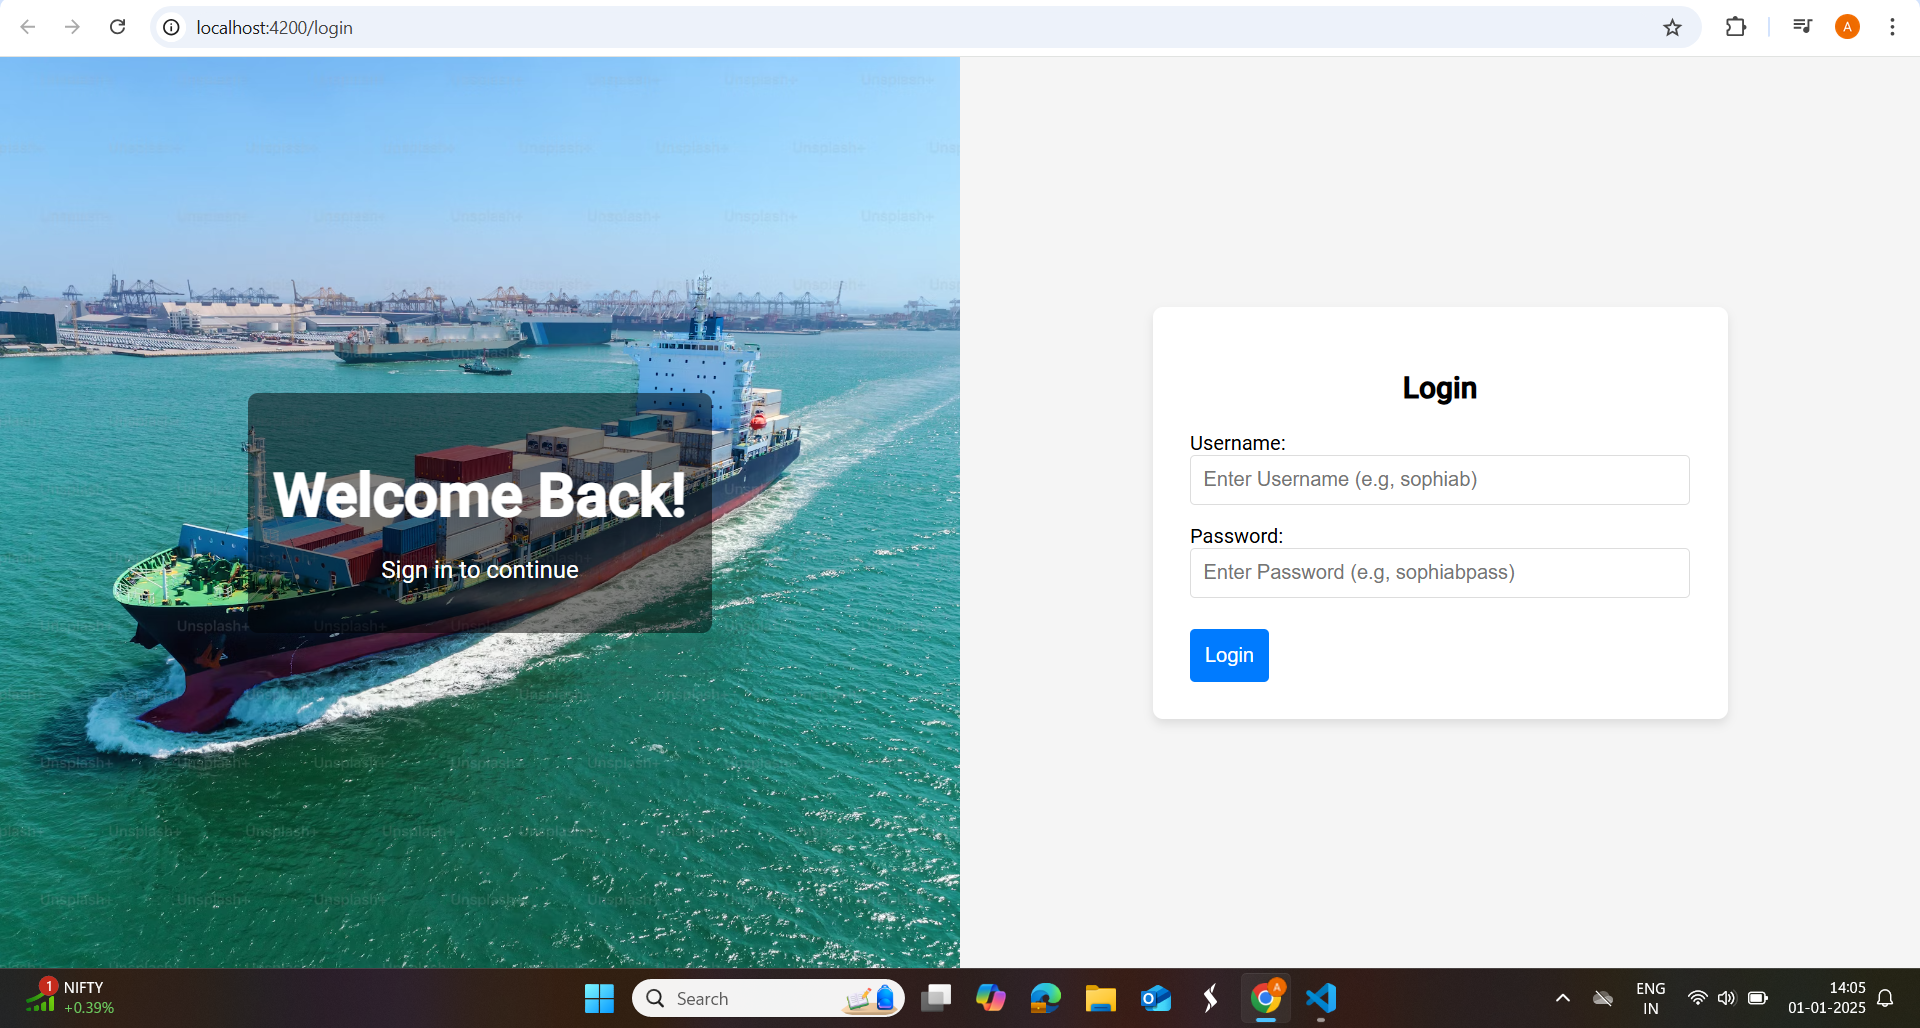 localhost:4200/login
A
Unsplash+
Welcome Back!
Sign in to continue
Login
Username:
Enter Username (e.g, sophiab)
Password:
Enter Password (e.g, sophiabpass)
Login
1
NIFTY
+0.39%
Search
A
ENG
IN
14:05
01-01-2025